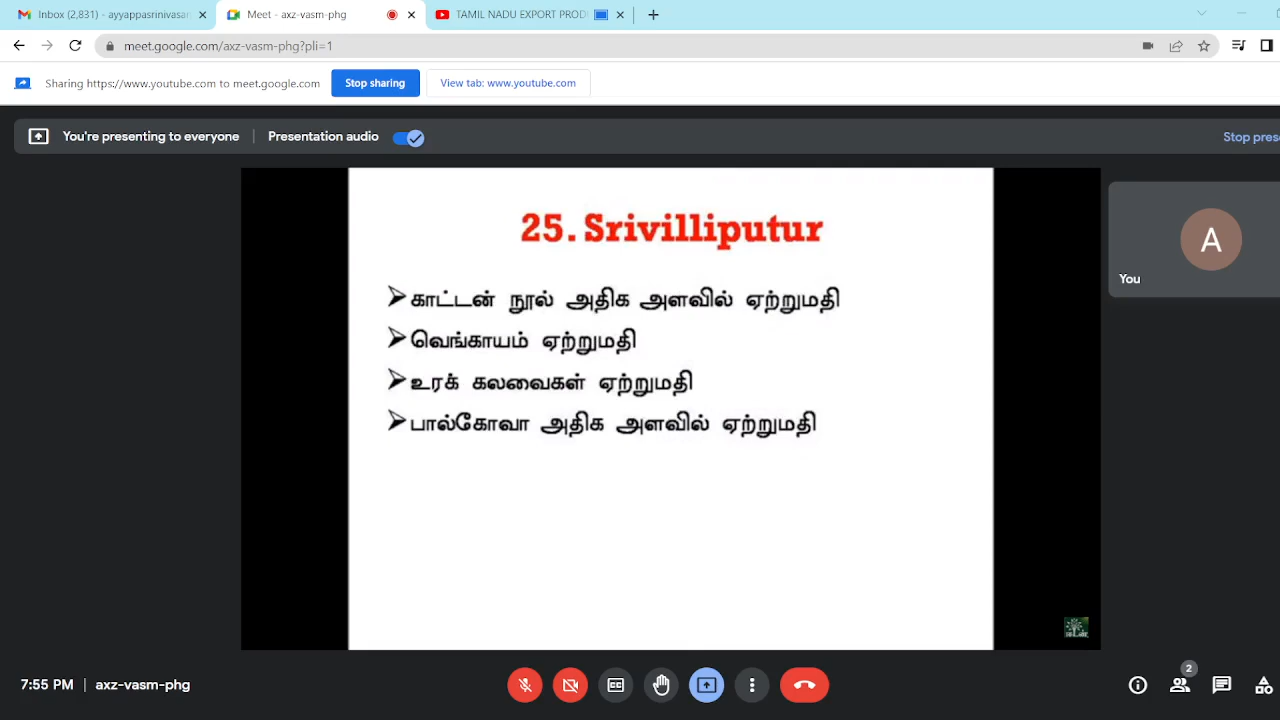 Inbox (2,831) - ayyappasrinivasar
Meet - axz-vasm-phg
TAMIL NADU EXPORT PROD
meet.google.com/axz-vasm-phg?pli=1
Sharing https://www.youtube.com to meet.google.com
Stop sharing
View tab: www.youtube.com
You're presenting to everyone
Presentation audio
Stop pres
25. Srivilliputur
➤காட்டன் நூல் அதிக அளவில் ஏற்றுமதி
➤வெங்காயம் ஏற்றுமதி
➤உரக் கலவைகள் ஏற்றுமதி
➤பால்கோவா அதிக அளவில் ஏற்றுமதி
A
You
7:55 PM | axz-vasm-phg
2